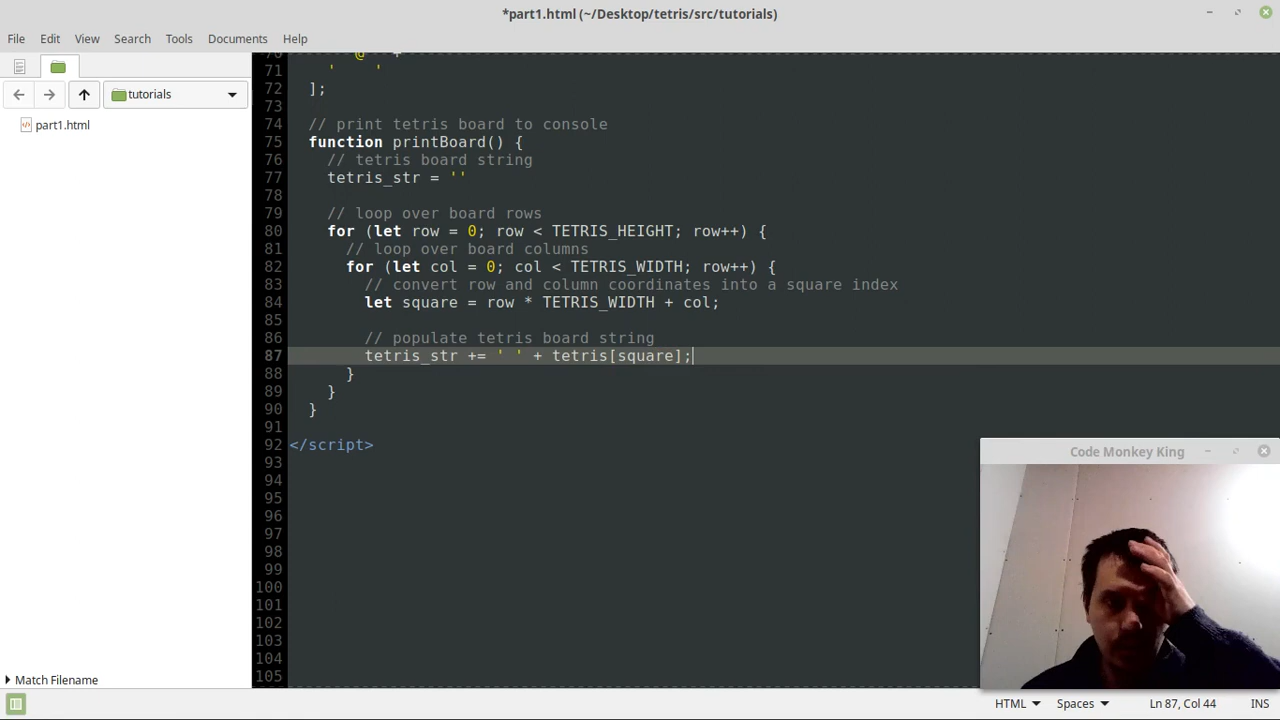 *part1.html (~/Desktop/tetris/src/tutorials)
File Edit View Search Tools Documents Help
tutorials
part1.html
71 ' '
72 ];
73
74 // print tetris board to console
75 function printBoard() {
76 // tetris board string
77 tetris_str = ''
78
79 // loop over board rows
80 for (let row = 0; row < TETRIS_HEIGHT; row++) {
81 // loop over board columns
82 for (let col = 0; col < TETRIS_WIDTH; row++) {
83 // convert row and column coordinates into a square index
84 let square = row * TETRIS_WIDTH + col;
85
86 // populate tetris board string
87 tetris_str += ' ' + tetris[square];
88 }
89 }
90 }
91
92 </script>
93
94
95
96
97
98
99
100
101
102
103
104
105
Code Monkey King
Match Filename
HTML Spaces Ln 87, Col 44 INS